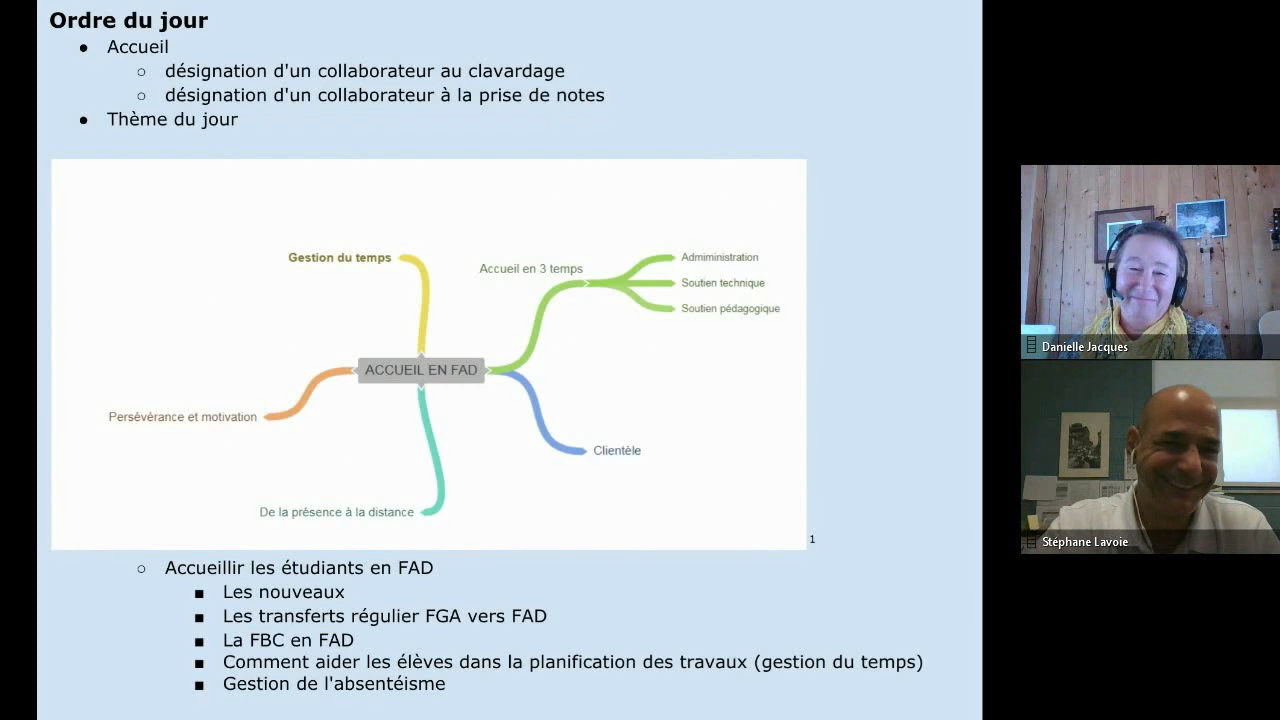 Ordre du jour
● Accueil
○ désignation d'un collaborateur au clavardage
○ désignation d'un collaborateur à la prise de notes
● Thème du jour
Gestion du temps
Accueil en 3 temps
Admiministration
Soutien technique
Soutien pédagogique
ACCUEIL EN FAD
Persévérance et motivation
Clientèle
De la présence à la distance
1
○ Accueillir les étudiants en FAD
■ Les nouveaux
■ Les transferts régulier FGA vers FAD
■ La FBC en FAD
■ Comment aider les élèves dans la planification des travaux (gestion du temps)
■ Gestion de l'absentéisme
Danielle Jacques
Stéphane Lavoie